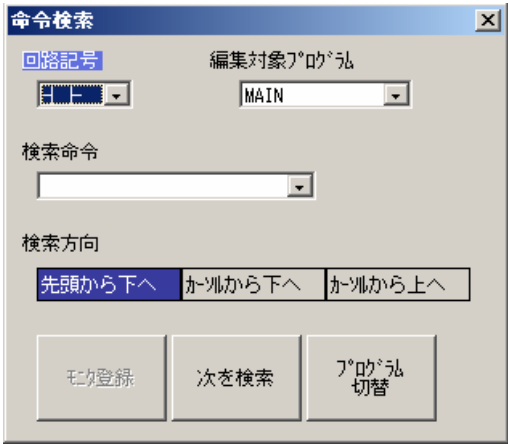 命令検索
回路記号 編集対象ﾌﾟﾛｸﾞﾗﾑ
MAIN
検索命令
検索方向
先頭から下へ ｶｰｿﾙから下へ ｶｰｿﾙから上へ
ﾓﾆﾀ登録 次を検索 ﾌﾟﾛｸﾞﾗﾑ
切替